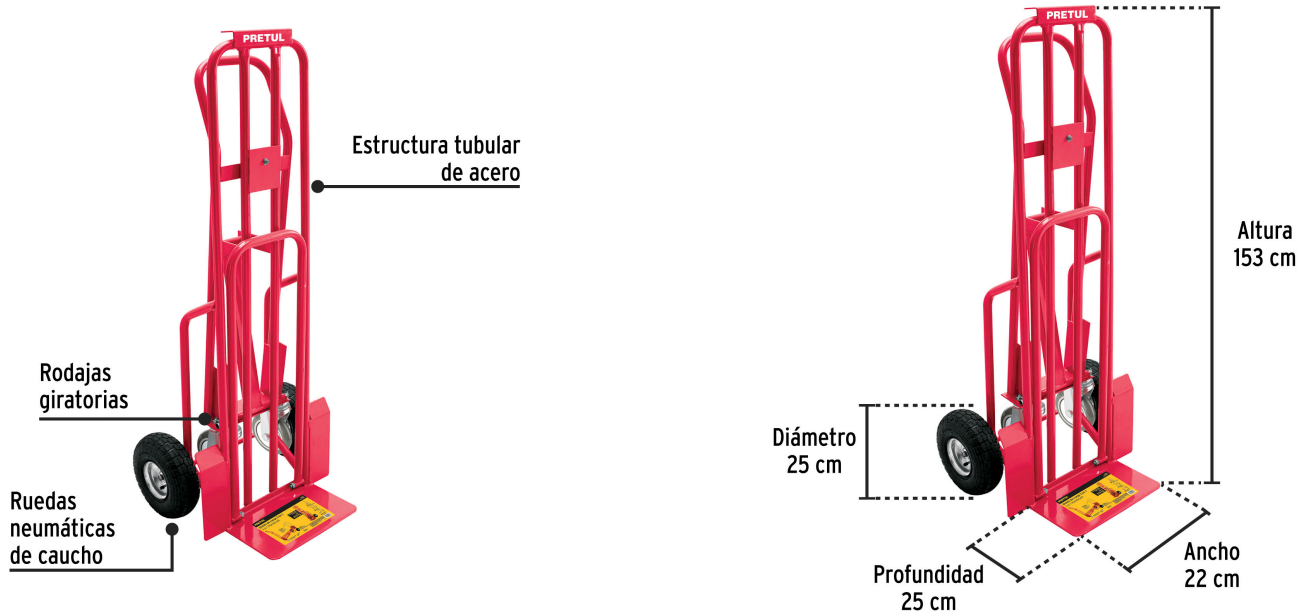 PRETUL
Estructura tubular
de acero
Rodajas
giratorias
Ruedas
neumáticas
de caucho
PRETUL
Altura
153 cm
Diámetro
25 cm
Profundidad
25 cm
Ancho
22 cm